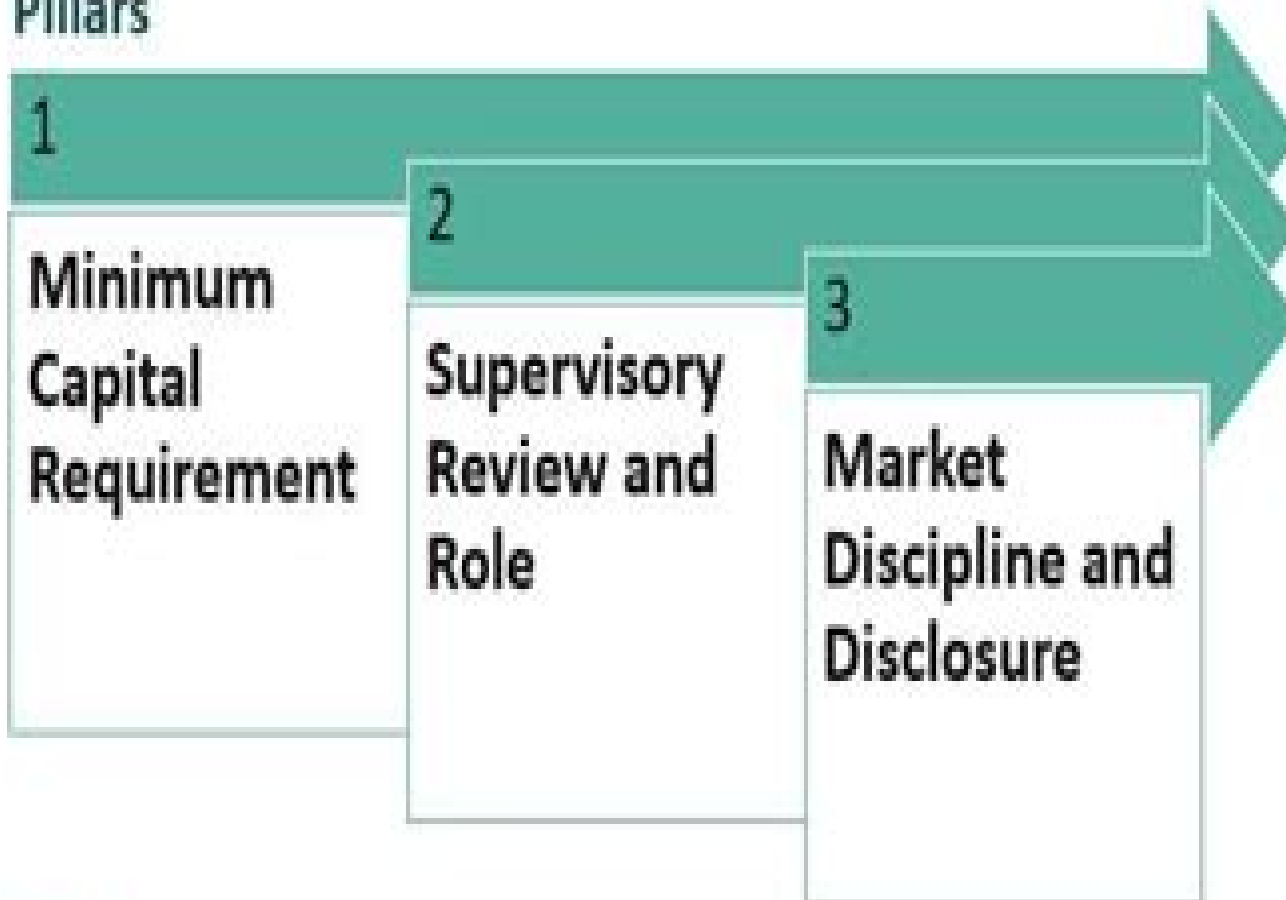 Pillars
1
Minimum
Capital
Requirement
2
Supervisory
Review and
Role
3
Market
Discipline and
Disclosure